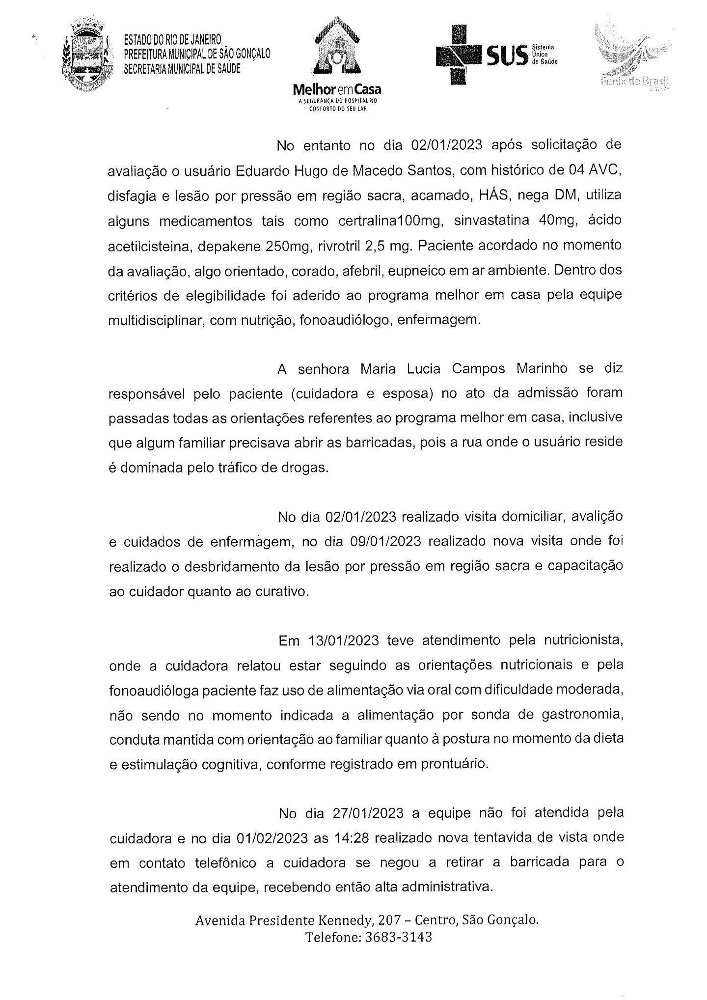 ESTADO DO RIO DE JANEIRO
PREFEITURA MUNICIPAL DE SÃO GONÇALO
SECRETARIA MUNICIPAL DE SAÚDE
Melhor em Casa
A SEGURANÇA DO HOSPITAL NO
CONFORTO DO SEU LAR
SUS
Sistema
Único
de Saúde
Fenix do Brasil
No entanto no dia 02/01/2023 após solicitação de
avaliação o usuário Eduardo Hugo de Macedo Santos, com histórico de 04 AVC,
disfagia e lesão por pressão em região sacra, acamado, HÁS, nega DM, utiliza
alguns medicamentos tais como certralina100mg, sinvastatina 40mg, ácido
acetilcisteina, depakene 250mg, rivrotril 2,5 mg. Paciente acordado no momento
da avaliação, algo orientado, corado, afebril, eupneico em ar ambiente. Dentro dos
critérios de elegibilidade foi aderido ao programa melhor em casa pela equipe
multidisciplinar, com nutrição, fonoaudiólogo, enfermagem.
A senhora Maria Lucia Campos Marinho se diz
responsável pelo paciente (cuidadora e esposa) no ato da admissão foram
passadas todas as orientações referentes ao programa melhor em casa, inclusive
que algum familiar precisava abrir as barricadas, pois a rua onde o usuário reside
é dominada pelo tráfico de drogas.
No dia 02/01/2023 realizado visita domiciliar, avalição
e cuidados de enfermagem, no dia 09/01/2023 realizado nova visita onde foi
realizado o desbridamento da lesão por pressão em região sacra e capacitação
ao cuidador quanto ao curativo.
Em 13/01/2023 teve atendimento pela nutricionista,
onde a cuidadora relatou estar seguindo as orientações nutricionais e pela
fonoaudióloga paciente faz uso de alimentação via oral com dificuldade moderada,
não sendo no momento indicada a alimentação por sonda de gastronomia,
conduta mantida com orientação ao familiar quanto à postura no momento da dieta
e estimulação cognitiva, conforme registrado em prontuário.
No dia 27/01/2023 a equipe não foi atendida pela
cuidadora e no dia 01/02/2023 as 14:28 realizado nova tentavida de vista onde
em contato telefônico a cuidadora se negou a retirar a barricada para o
atendimento da equipe, recebendo então alta administrativa.
Avenida Presidente Kennedy, 207 – Centro, São Gonçalo.
Telefone: 3683-3143